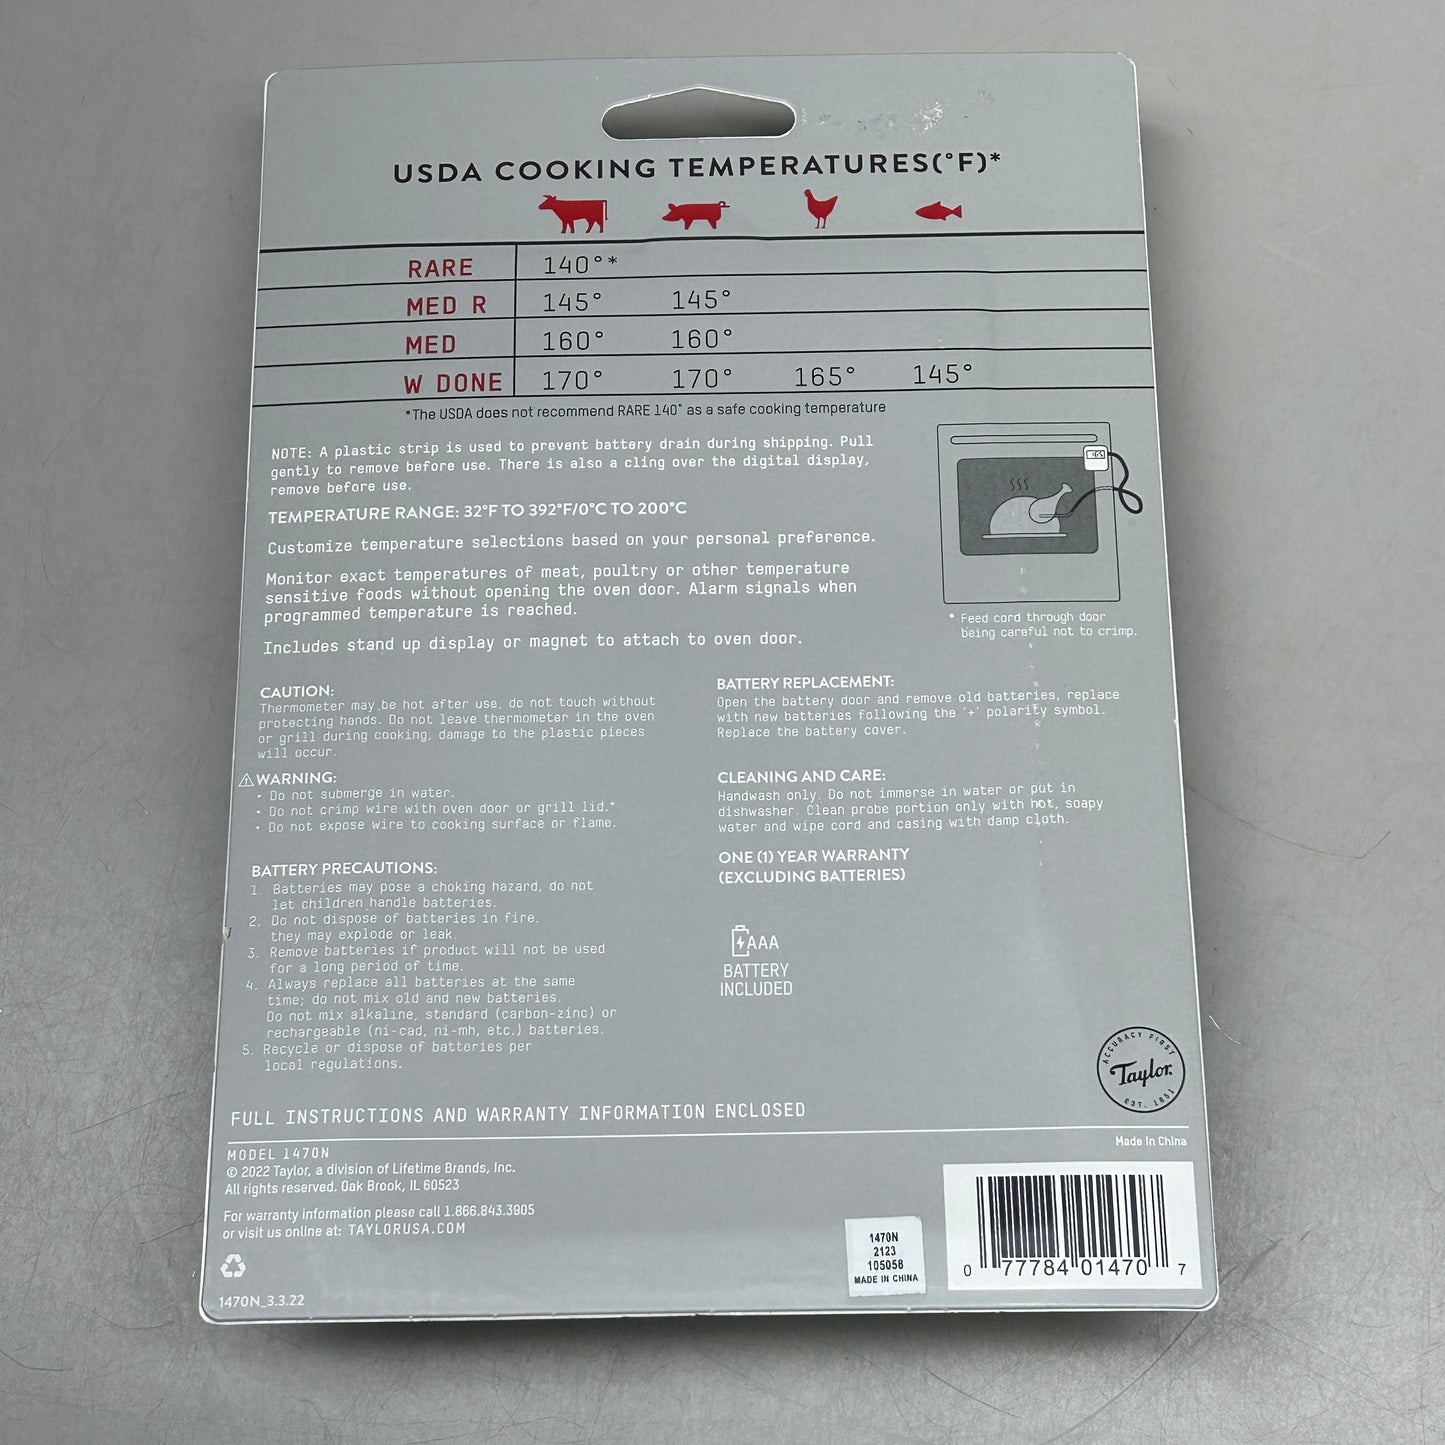 USDA COOKING TEMPERATURES(°F)*
RARE 140°*
MED R 145° 145°
MED 160° 160°
W DONE 170° 170° 165° 145°
*The USDA does not recommend RARE 140° as a safe cooking temperature
NOTE: A plastic strip is used to prevent battery drain during shipping. Pull
gently to remove before use. There is also a cling over the digital display,
remove before use.
TEMPERATURE RANGE: 32°F TO 392°F/0°C TO 200°C
Customize temperature selections based on your personal preference.
Monitor exact temperatures of meat, poultry or other temperature
sensitive foods without opening the oven door. Alarm signals when
programmed temperature is reached.
Includes stand up display or magnet to attach to oven door.
* Feed cord through door
being careful not to crimp.
CAUTION:
Thermometer may be hot after use, do not touch without
protecting hands. Do not leave thermometer in the oven
or grill during cooking, damage to the plastic pieces
will occur.
WARNING:
• Do not submerge in water.
• Do not crimp wire with oven door or grill lid.*
• Do not expose wire to cooking surface or flame.
BATTERY PRECAUTIONS:
1. Batteries may pose a choking hazard, do not
let children handle batteries.
2. Do not dispose of batteries in fire,
they may explode or leak.
3. Remove batteries if product will not be used
for a long period of time.
4. Always replace all batteries at the same
time; do not mix old and new batteries.
Do not mix alkaline, standard (carbon-zinc) or
rechargeable (ni-cad, ni-mh, etc.) batteries.
5. Recycle or dispose of batteries per
local regulations.
BATTERY REPLACEMENT:
Open the battery door and remove old batteries, replace
with new batteries following the '+' polarity symbol.
Replace the battery cover.
CLEANING AND CARE:
Handwash only. Do not immerse in water or put in
dishwasher. Clean probe portion only with hot, soapy
water and wipe cord and casing with damp cloth.
ONE (1) YEAR WARRANTY
(EXCLUDING BATTERIES)
AAA
BATTERY
INCLUDED
ACCURACY FIRST
Taylor
EST. 1851
FULL INSTRUCTIONS AND WARRANTY INFORMATION ENCLOSED
Made in China
MODEL 1470N
© 2022 Taylor, a division of Lifetime Brands, Inc.
All rights reserved. Oak Brook, IL 60523
For warranty information please call 1.866.843.3905
or visit us online at: TAYLORUSA.COM
1470N_3.3.22
1470N
2123
105058
MADE IN CHINA
0 77784 01470 7